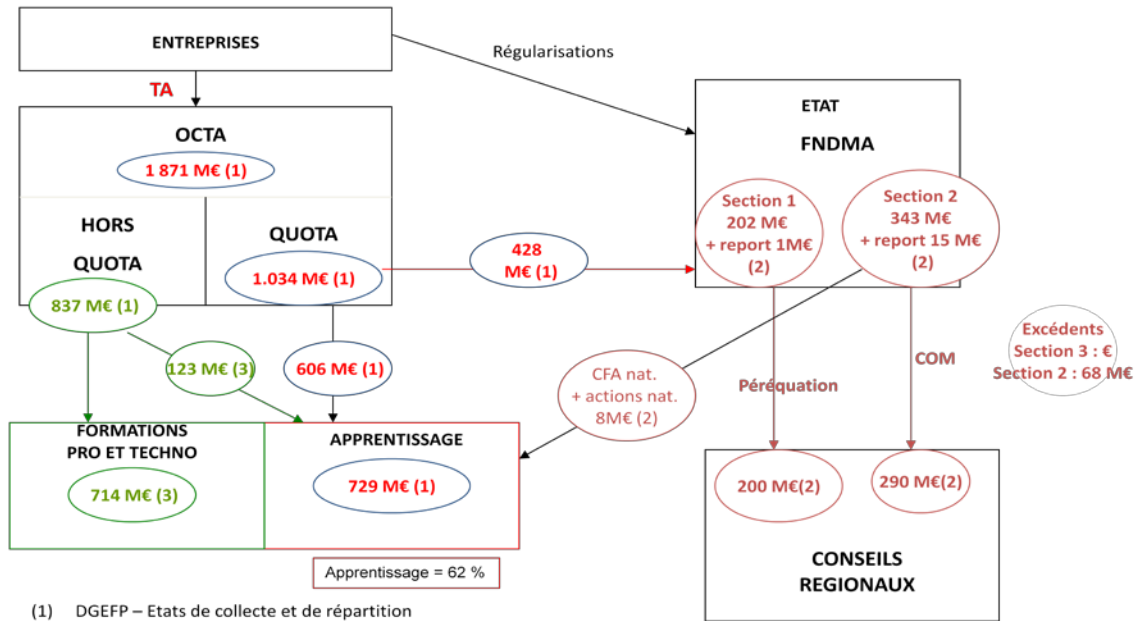 ENTREPRISES
Régularisations
TA
OCTA
1 871 M€ (1)
HORS
QUOTA
837 M€ (1)
QUOTA
1.034 M€ (1)
428
M€ (1)
ETAT
FNDMA
Section 1
202 M€
+ report 1M€
(2)
Section 2
343 M€
+ report 15 M€
(2)
123 M€ (3)
606 M€ (1)
CFA nat.
+ actions nat.
8M€ (2)
Péréquation
COM
Excédents
Section 3 : €
Section 2 : 68 M€
FORMATIONS
PRO ET TECHNO
714 M€ (3)
APPRENTISSAGE
729 M€ (1)
200 M€(2)
290 M€(2)
CONSEILS
REGIONAUX
Apprentissage = 62 %
(1) DGEFP – Etats de collecte et de répartition